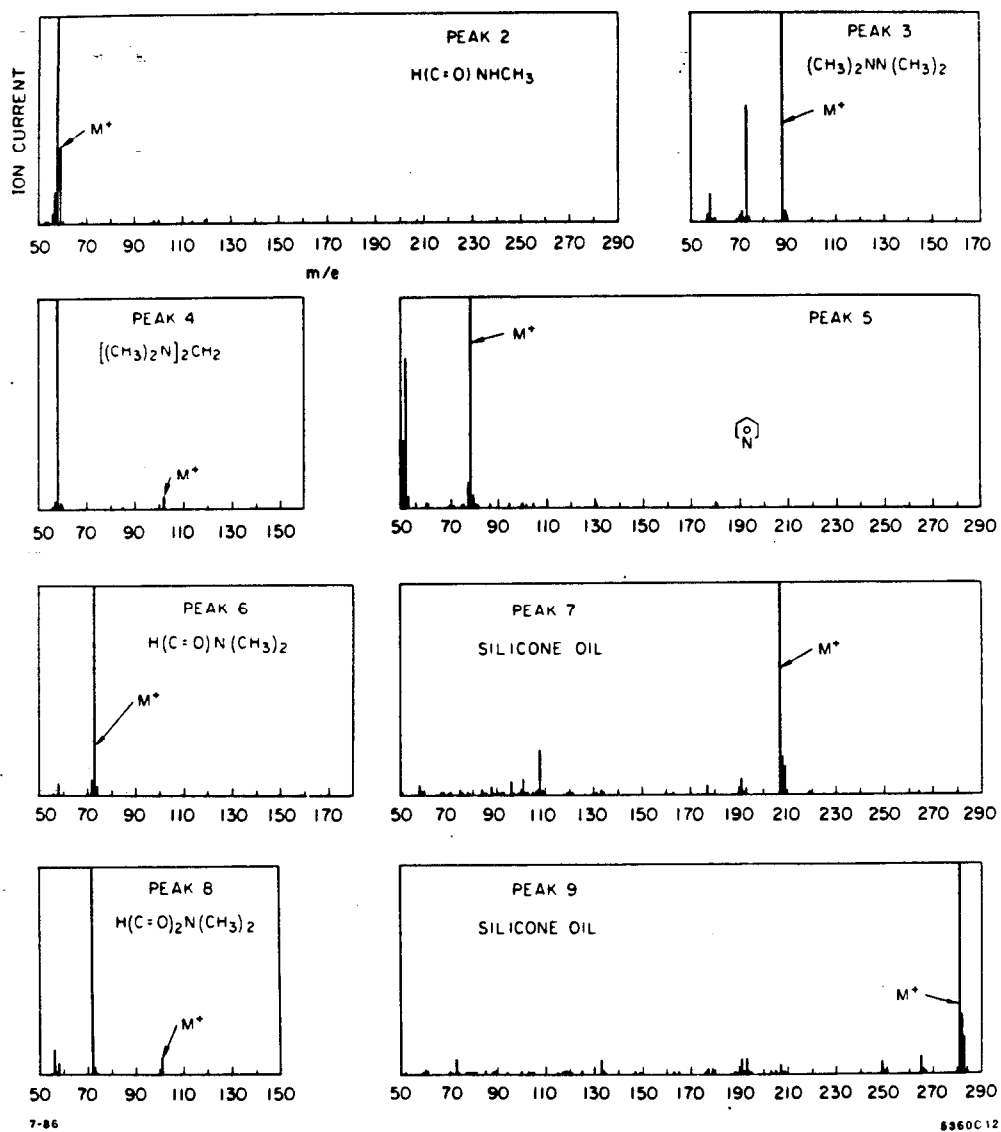 ION CURRENT
PEAK 2
H(C=O) NHCH₃
M⁺
50 70 90 110 130 150 170 190 200 210 230 250 270 290
m/e
PEAK 3
(CH₃)₂NN(CH₃)₂
M⁺
50 70 90 110 130 150 170
PEAK 4
[(CH₃)₂N]₂CH₂
M⁺
50 70 90 110 130 150
PEAK 5
M⁺
N
50 70 90 110 130 150 170 190 210 230 250 270 290
PEAK 6
H(C=O)N(CH₃)₂
M⁺
50 70 90 110 130 150 170
PEAK 7
SILICONE OIL
M⁺
50 70 90 110 130 150 170 190 210 230 250 270 290
PEAK 8
H(C=O)₂N(CH₃)₂
M⁺
50 70 90 110 130 150
PEAK 9
SILICONE OIL
M⁺
50 70 90 110 130 150 170 190 210 230 250 270 290
7-86
5360C12